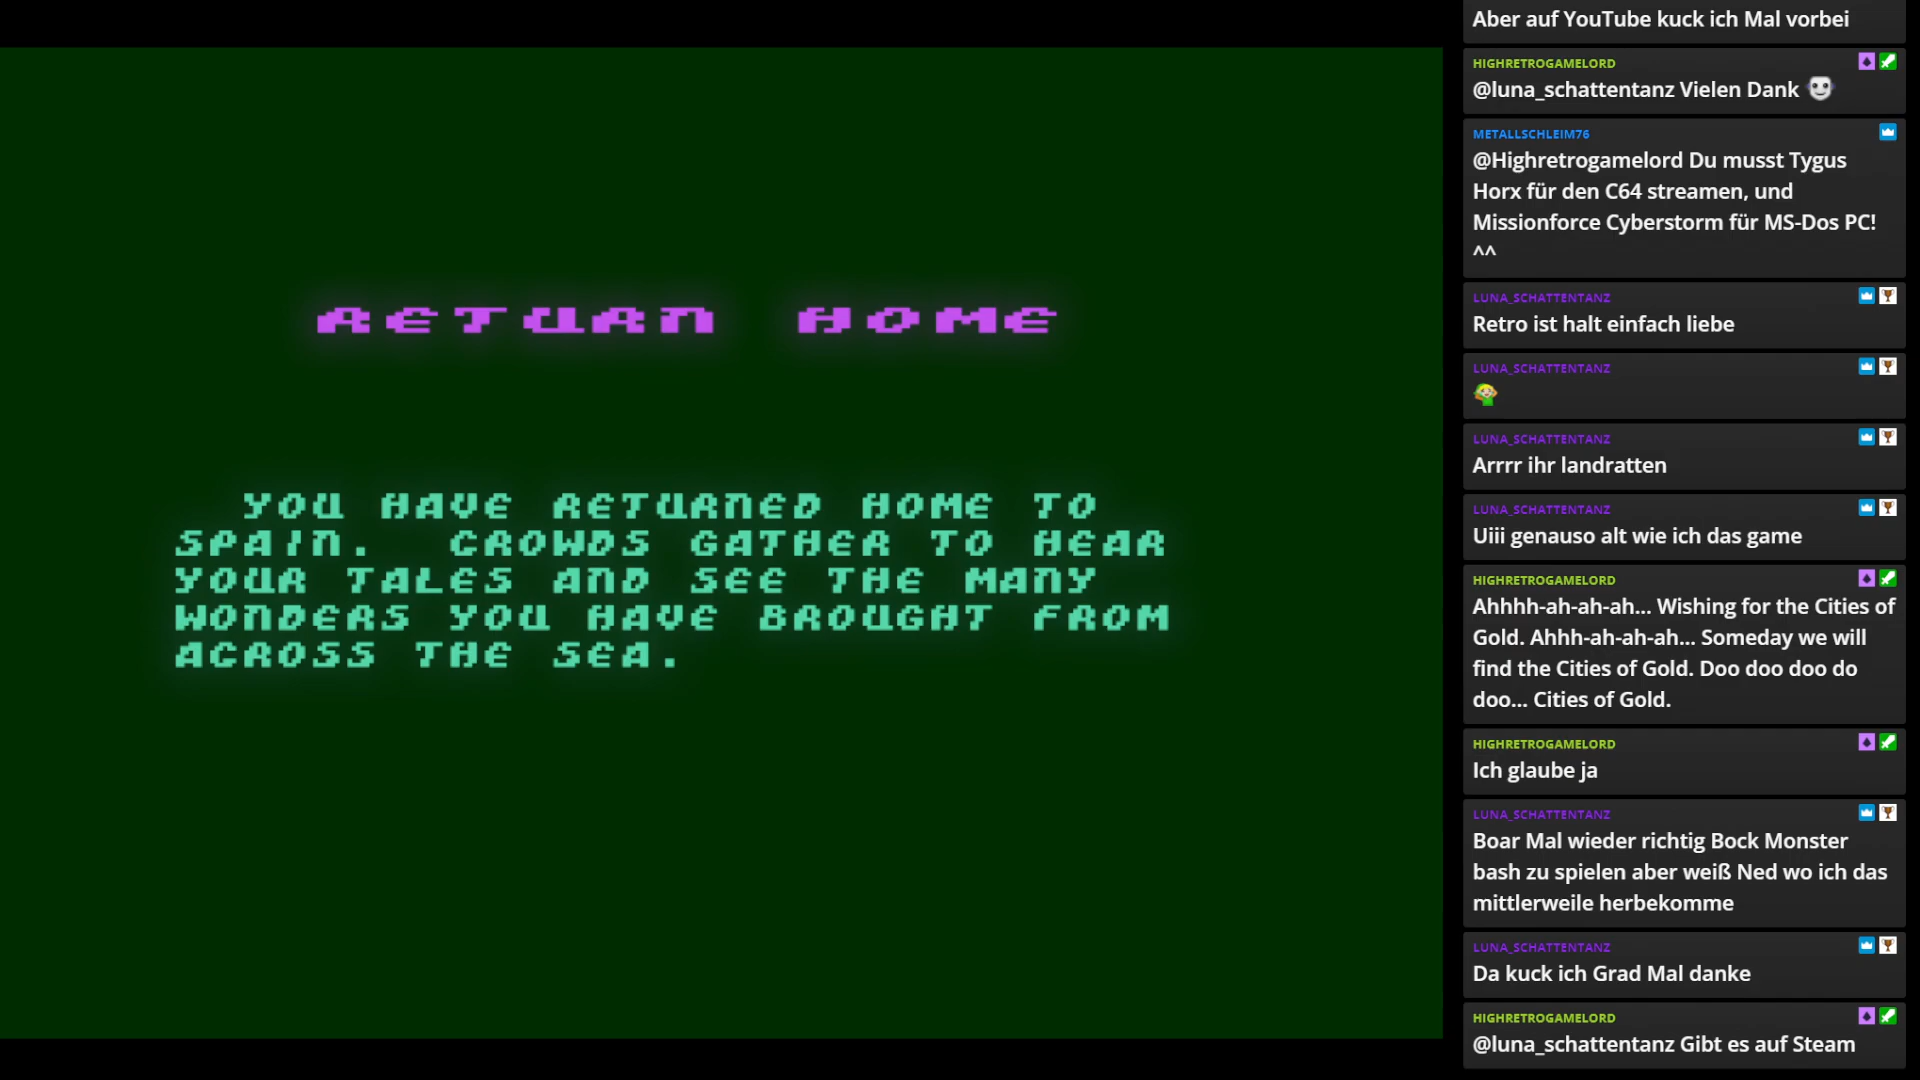 RETURN HOME
YOU HAVE RETURNED HOME TO
SPAIN. CROWDS GATHER TO HEAR
YOUR TALES AND SEE THE MANY
WONDERS YOU HAVE BROUGHT FROM
ACROSS THE SEA.
Aber auf YouTube kuck ich Mal vorbei
HIGHRETROGAMELORD
@luna_schattentanz Vielen Dank
METALLSCHLEIM76
@Highretrogamelord Du musst Tygus
Horx für den C64 streamen, und
Missionforce Cyberstorm für MS-Dos PC!
^^
LUNA_SCHATTENTANZ
Retro ist halt einfach liebe
LUNA_SCHATTENTANZ
LUNA_SCHATTENTANZ
Arrrr ihr landratten
LUNA_SCHATTENTANZ
Uiii genauso alt wie ich das game
HIGHRETROGAMELORD
Ahhhh-ah-ah-ah... Wishing for the Cities of
Gold. Ahhh-ah-ah-ah... Someday we will
find the Cities of Gold. Doo doo doo do
doo... Cities of Gold.
HIGHRETROGAMELORD
Ich glaube ja
LUNA_SCHATTENTANZ
Boar Mal wieder richtig Bock Monster
bash zu spielen aber weiß Ned wo ich das
mittlerweile herbekomme
LUNA_SCHATTENTANZ
Da kuck ich Grad Mal danke
HIGHRETROGAMELORD
@luna_schattentanz Gibt es auf Steam